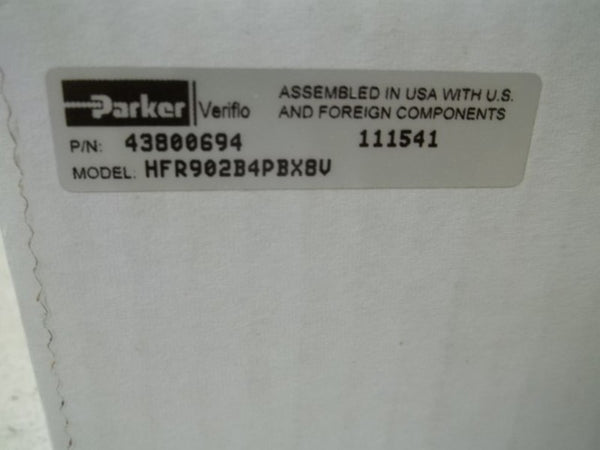 Parker Veriflo
ASSEMBLED IN USA WITH U.S.
AND FOREIGN COMPONENTS
P/N: 43800694 111541
MODEL: HFR902B4PBX8V